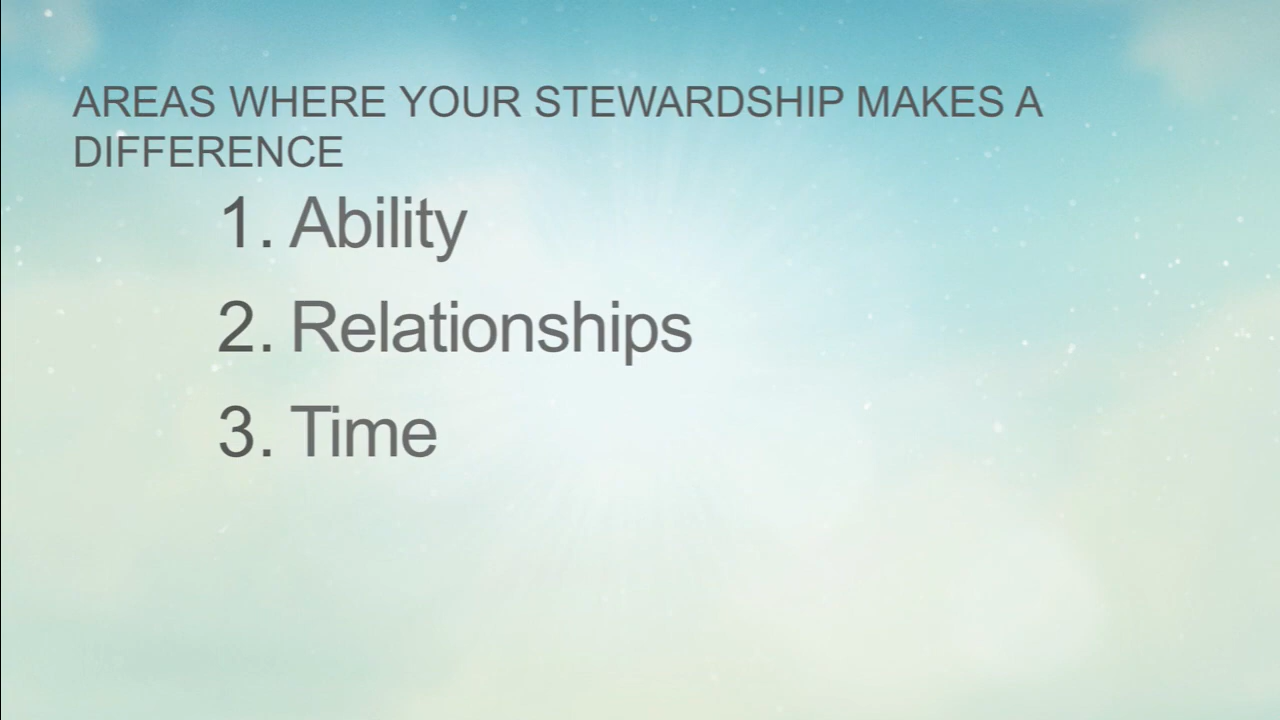 AREAS WHERE YOUR STEWARDSHIP MAKES A
DIFFERENCE
1. Ability
2. Relationships
3. Time